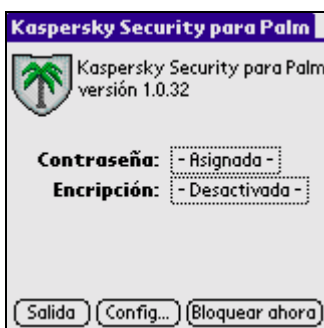 Kaspersky Security para Palm
Kaspersky Security para Palm
versión 1.0.32
Contraseña: - Asignada -
Encripción: - Desactivada -
Salida Config... Bloquear ahora